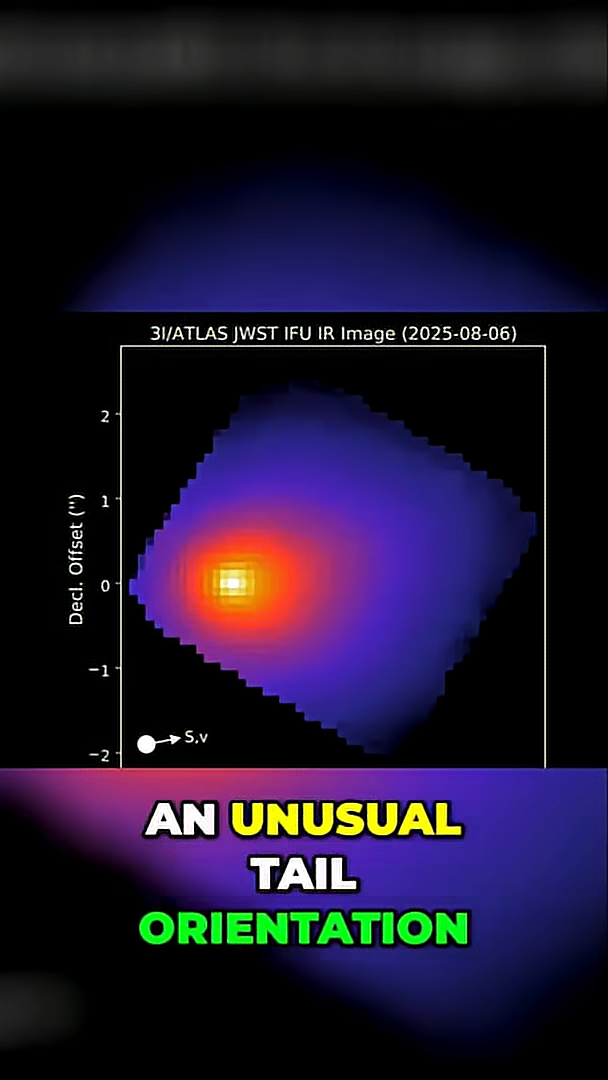 3I/ATLAS JWST IFU IR Image (2025-08-06)
2
1
0
−1
−2
Decl. Offset (")
S,v
AN UNUSUAL
TAIL
ORIENTATION